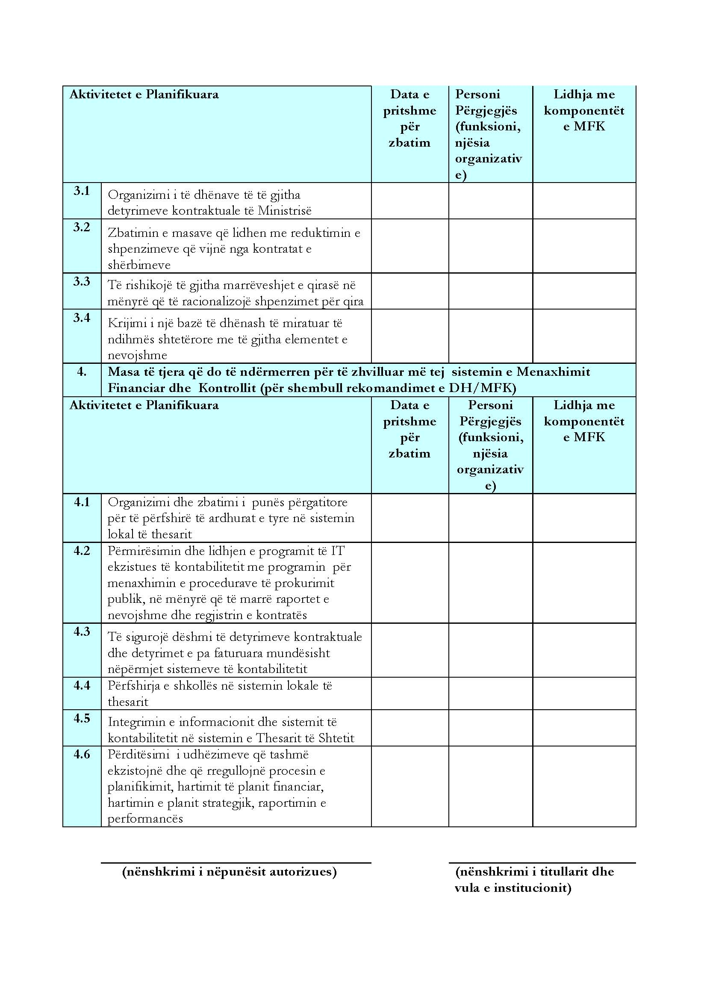 Aktivitetet e Planifikuara
Data e
pritshme
për
zbatim
Personi
Përgjegjës
(funksioni,
njësia
organizativ
e)
Lidhja me
komponentët
e MFK
3.1
Organizimi i të dhënave të të gjitha
detyrimeve kontraktuale të Ministrisë
3.2
Zbatimin e masave që lidhen me reduktimin e
shpenzimeve që vijnë nga kontratat e
shërbimeve
3.3
Të rishikojë të gjitha marrëveshjet e qirasë në
mënyrë që të racionalizojë shpenzimet për qira
3.4
Krijimi i një bazë të dhënash të miratuar të
ndihmës shtetërore me të gjitha elementet e
nevojshme
4.
Masa të tjera që do të ndërmerren për të zhvilluar më tej  sistemin e Menaxhimit
Financiar dhe  Kontrollit (për shembull rekomandimet e DH/MFK)
Aktivitetet e Planifikuara
Data e
pritshme
për
zbatim
Personi
Përgjegjës
(funksioni,
njësia
organizativ
e)
Lidhja me
komponentët
e MFK
4.1
Organizimi dhe zbatimi i  punës përgatitore
për të përfshirë të ardhurat e tyre në sistemin
lokal të thesarit
4.2
Përmirësimin dhe lidhjen e programit të IT
ekzistues të kontabilitetit me programin  për
menaxhimin e procedurave të prokurimit
publik, në mënyrë që të marrë raportet e
nevojshme dhe regjistrin e kontratës
4.3
Të sigurojë dëshmi të detyrimeve kontraktuale
dhe detyrimet e pa faturuara mundësisht
nëpërmjet sistemeve të kontabilitetit
4.4
Përfshirja e shkollës në sistemin lokale të
thesarit
4.5
Integrimin e informacionit dhe sistemit të
kontabilitetit në sistemin e Thesarit të Shtetit
4.6
Përditësimi  i udhëzimeve që tashmë
ekzistojnë dhe që rregullojnë procesin e
planifikimit, hartimit të planit financiar,
hartimin e planit strategjik, raportimin e
performancës
(nënshkrimi i nëpunësit autorizues)
(nënshkrimi i titullarit dhe
vula e institucionit)